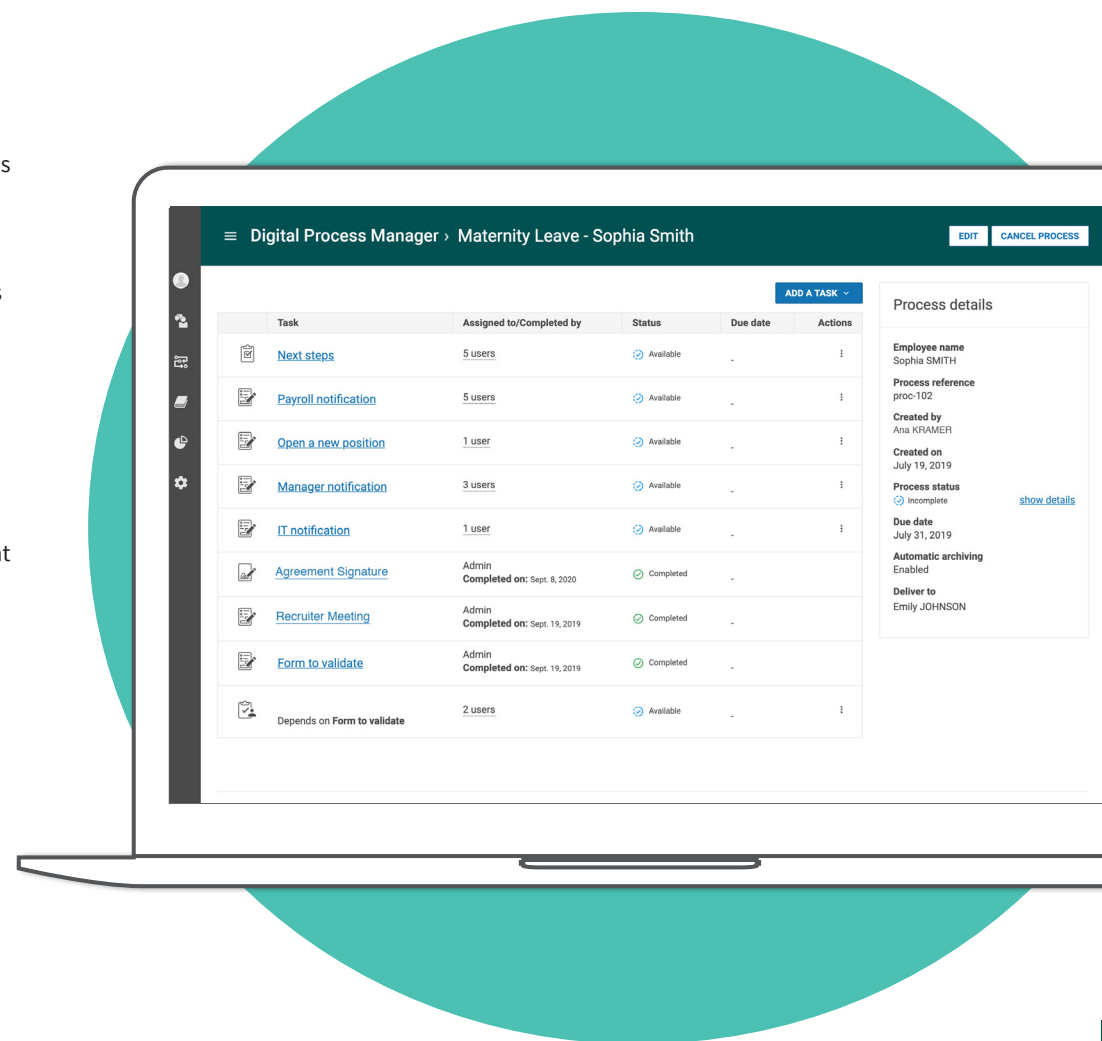 s
s
nt
Digital Process Manager › Maternity Leave - Sophia Smith
EDIT
CANCEL PROCESS
ADD A TASK
Task Assigned to/Completed by Status Due date Actions
Next steps 5 users Available -
Payroll notification 5 users Available -
Open a new position 1 user Available -
Manager notification 3 users Available -
IT notification 1 user Available -
Agreement Signature Admin
Completed on: Sept. 8, 2020 Completed -
Recruiter Meeting Admin
Completed on: Sept. 19, 2019 Completed -
Form to validate Admin
Completed on: Sept. 19, 2019 Completed -
Depends on Form to validate 2 users Available -
Process details
Employee name
Sophia SMITH
Process reference
proc-102
Created by
Ana KRAMER
Created on
July 19, 2019
Process status
Incomplete show details
Due date
July 31, 2019
Automatic archiving
Enabled
Deliver to
Emily JOHNSON